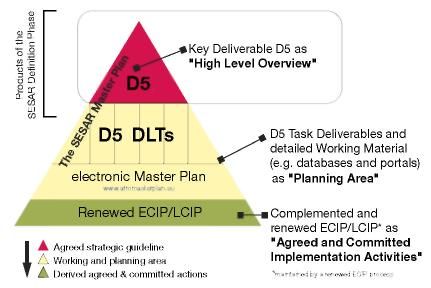 Products of the
SESAR Definition Phase
The SESAR Master Plan
D5
Key Deliverable D5 as
"High Level Overview"
D5 DLTs
electronic Master Plan
www.atmmasterplan.eu
D5 Task Deliverables and
detailed Working Material
(e.g. databases and portals)
as "Planning Area"
Renewed ECIP/LCIP
Complemented and
renewed ECIP/LCIP* as
"Agreed and Committed
Implementation Activities"
*maintained by a renewed ECIP process
Agreed strategic guideline
Working and planning area
Derived agreed & committed actions